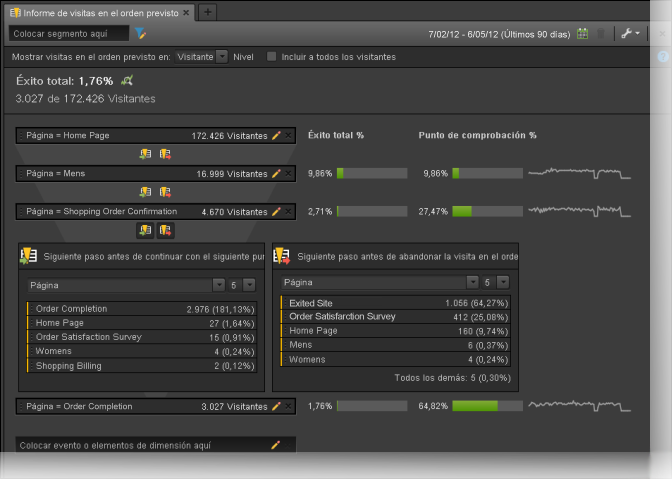 Informe de visitas en el orden previsto
Colocar segmento aquí
7/02/12 - 6/05/12 (Últimos 90 días)
Mostrar visitas en el orden previsto en: Visitante Nivel Incluir a todos los visitantes
Éxito total: 1,76%
3.027 de 172.426 Visitantes
Página = Home Page 172.426 Visitantes Éxito total % Punto de comprobación %
Página = Mens 16.999 Visitantes 9,86% 9,86%
Página = Shopping Order Confirmation 4.670 Visitantes 2,71% 27,47%
Siguiente paso antes de continuar con el siguiente pur
Página 5
Order Completion 2.976 (181,13%)
Home Page 27 (1,64%)
Order Satisfaction Survey 15 (0,91%)
Womens 4 (0,24%)
Shopping Billing 2 (0,12%)
Siguiente paso antes de abandonar la visita en el orde
Página 5
Exited Site 1.056 (64,27%)
Order Satisfarction Survey 412 (25,08%)
Home Page 160 (9,74%)
Mens 6 (0,37%)
Womens 4 (0,24%)
Todos los demás: 5 (0,30%)
Página = Order Completion 3.027 Visitantes 1,76% 64,82%
Colocar evento o elementos de dimensión aquí